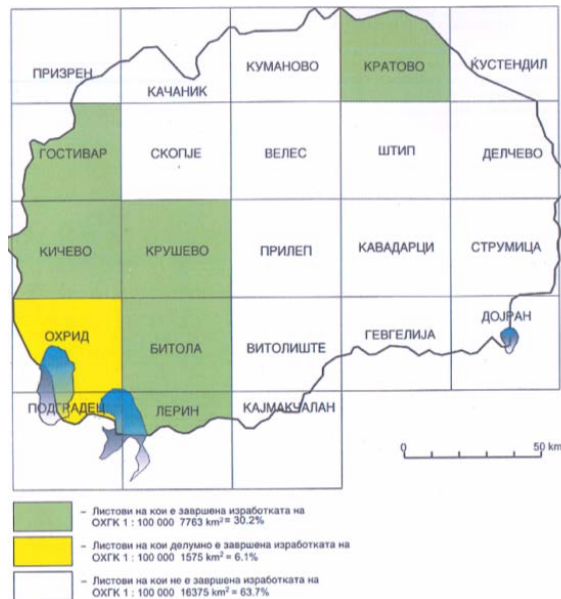 ПРИЗРЕН
КАЧАНИК
КУМАНОВО
КРАТОВО
ЌУСТЕНДИЛ
ГОСТИВАР
СКОПЈЕ
ВЕЛЕС
ШТИП
ДЕЛЧЕВО
КИЧЕВО
КРУШЕВО
ПРИЛЕП
КАВАДАРЦИ
СТРУМИЦА
ОХРИД
БИТОЛА
ВИТОЛИШТЕ
ГЕВГЕЛИЈА
ДОЈРАН
ПОДГРАДЕЦ
ЛЕРИН
КАЈМАКЧАЛАН
0 50 km
– Листови на кои е завршена изработката на
ОХГК 1 : 100 000 7763 km² = 30.2%
– Листови на кои делумно е завршена изработката на
ОХГК 1 : 100 000 1575 km² = 6.1%
– Листови на кои не е завршена изработката на
ОХГК 1 : 100 000 16375 km² = 63.7%